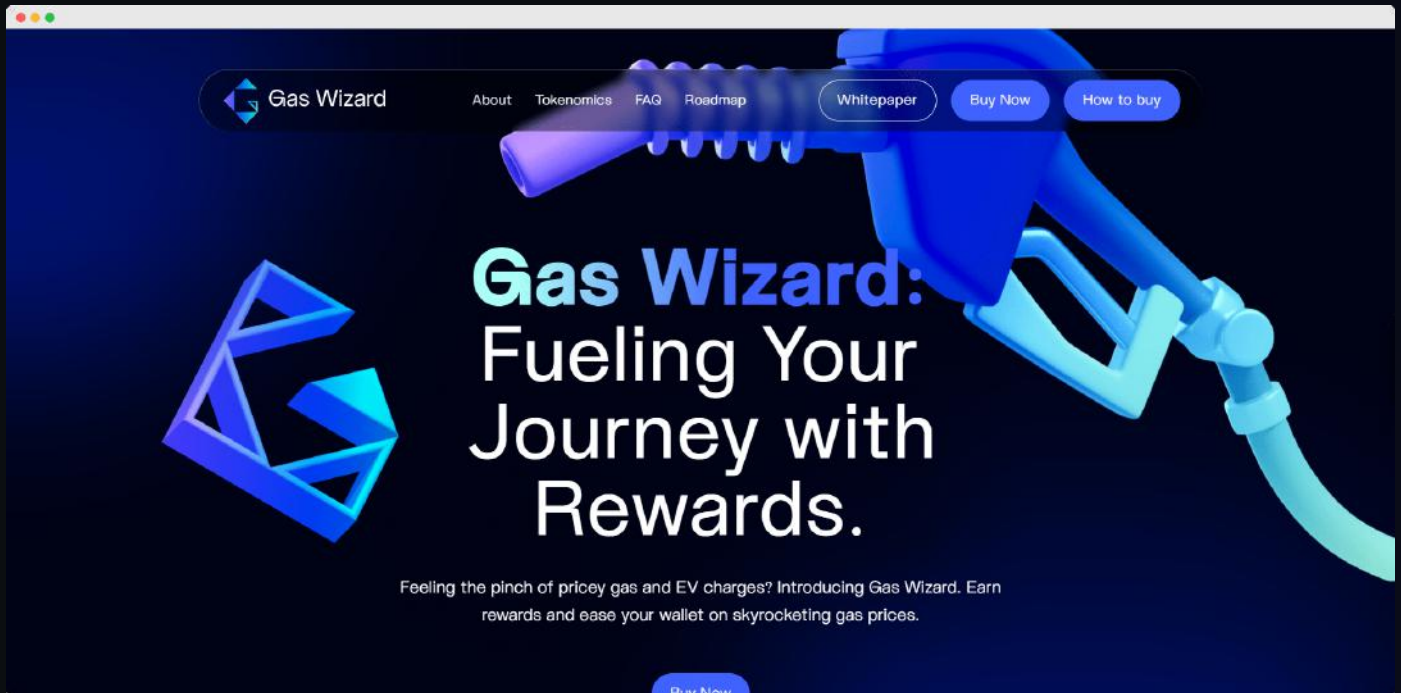 Gas Wizard
About Tokenomics FAQ Roadmap Whitepaper Buy Now How to buy
Gas Wizard:
Fueling Your
Journey with
Rewards.
Feeling the pinch of pricey gas and EV charges? Introducing Gas Wizard. Earn
rewards and ease your wallet on skyrocketing gas prices.
Buy Now